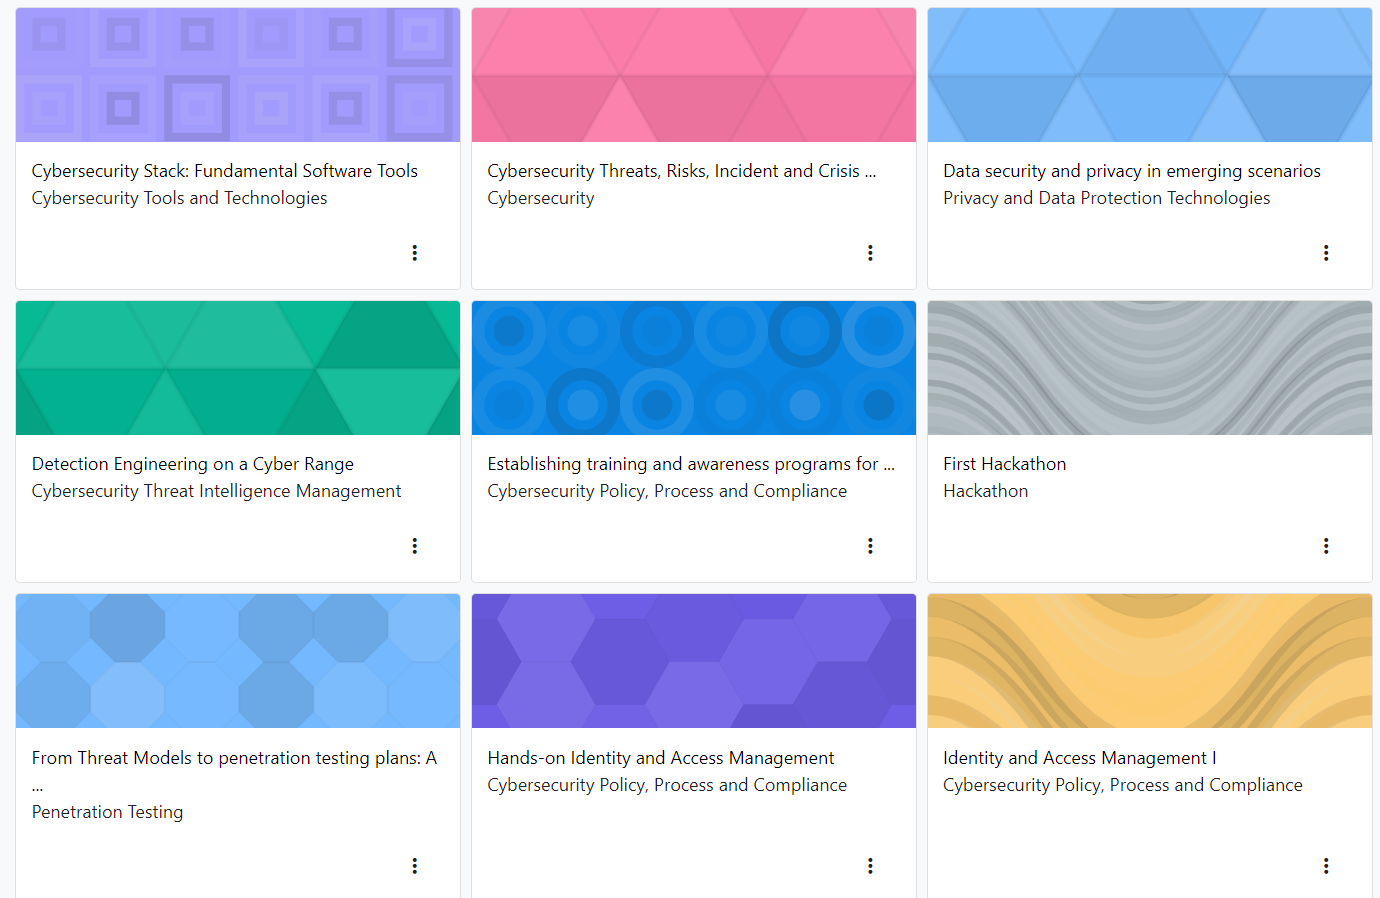 Cybersecurity Stack: Fundamental Software Tools
Cybersecurity Tools and Technologies
Cybersecurity Threats, Risks, Incident and Crisis ...
Cybersecurity
Data security and privacy in emerging scenarios
Privacy and Data Protection Technologies
Detection Engineering on a Cyber Range
Cybersecurity Threat Intelligence Management
Establishing training and awareness programs for ...
Cybersecurity Policy, Process and Compliance
First Hackathon
Hackathon
From Threat Models to penetration testing plans: A
...
Penetration Testing
Hands-on Identity and Access Management
Cybersecurity Policy, Process and Compliance
Identity and Access Management I
Cybersecurity Policy, Process and Compliance